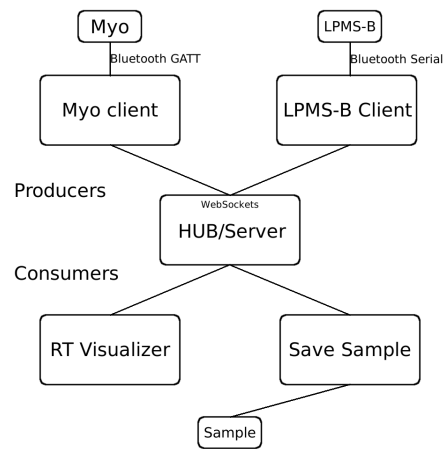 Myo
LPMS-B
Bluetooth GATT
Bluetooth Serial
Myo client
LPMS-B Client
Producers
WebSockets
HUB/Server
Consumers
RT Visualizer
Save Sample
Sample